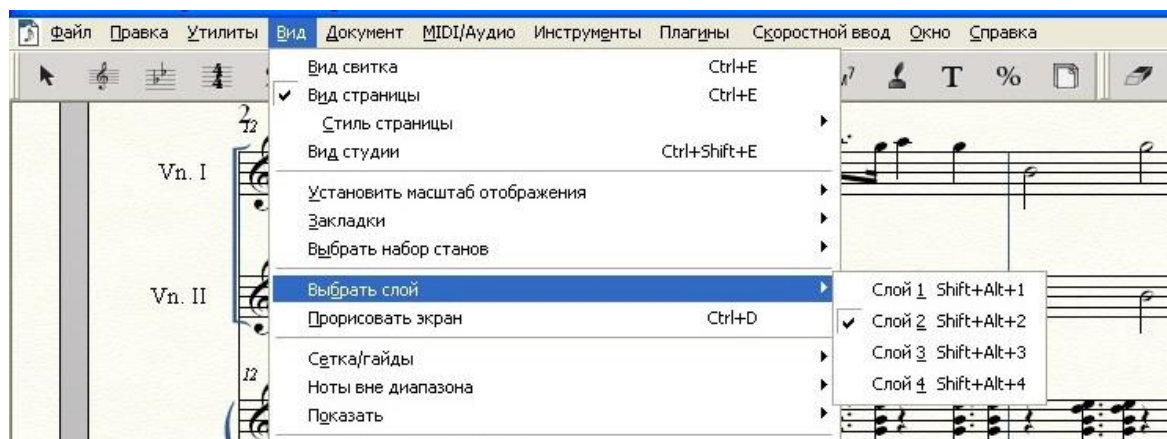 Файл Правка Утилиты Вид Документ MIDI/Аудио Инструменты Плагины Скоростной ввод Окно Справка
T %
Вид свитка Ctrl+E
Вид страницы Ctrl+E
Стиль страницы
Вид студии Ctrl+Shift+E
Установить масштаб отображения
Закладки
Выбрать набор станов
Выбрать слой
Прорисовать экран Ctrl+D
Сетка/гайды
Ноты вне диапазона
Показать
Слой 1 Shift+Alt+1
Слой 2 Shift+Alt+2
Слой 3 Shift+Alt+3
Слой 4 Shift+Alt+4
2
12
Vn. I
Vn. II
12